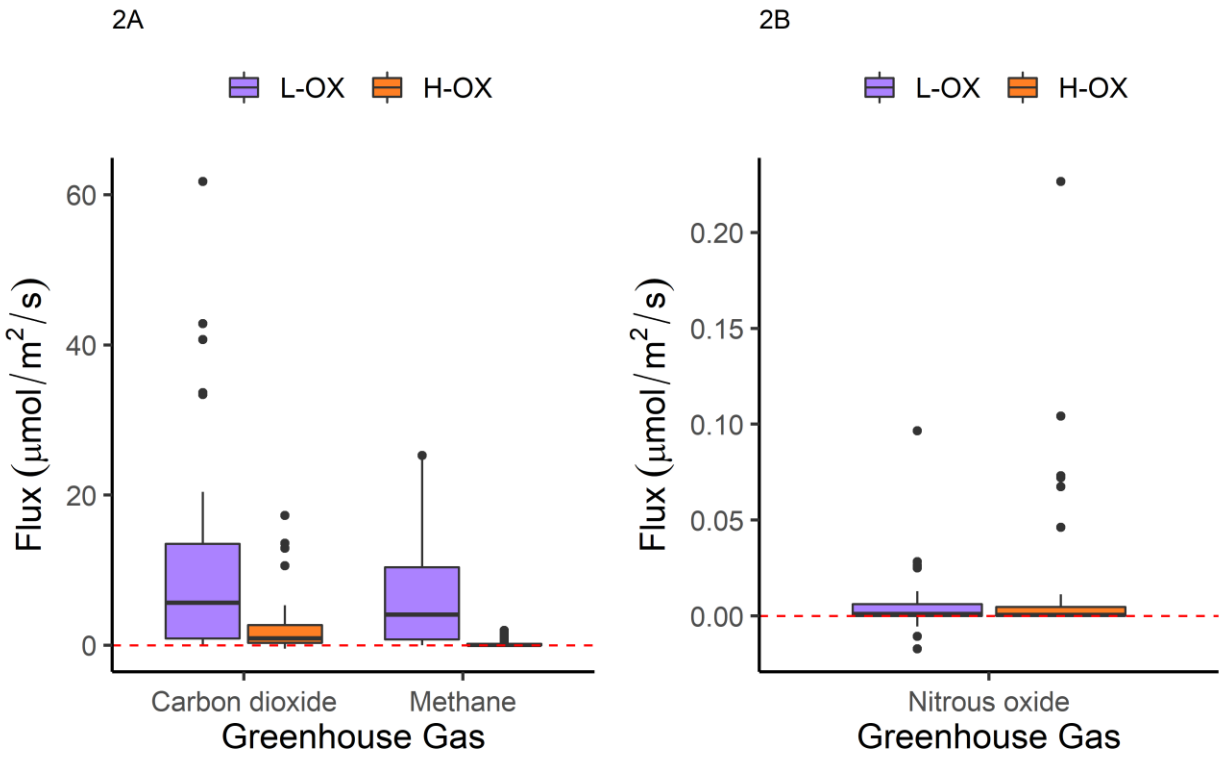 2A
L-OX H-OX
Flux (μmol/m²/s)
60
40
20
0
Carbon dioxide Methane
Greenhouse Gas
2B
L-OX H-OX
Flux (μmol/m²/s)
0.20
0.15
0.10
0.05
0.00
Nitrous oxide
Greenhouse Gas